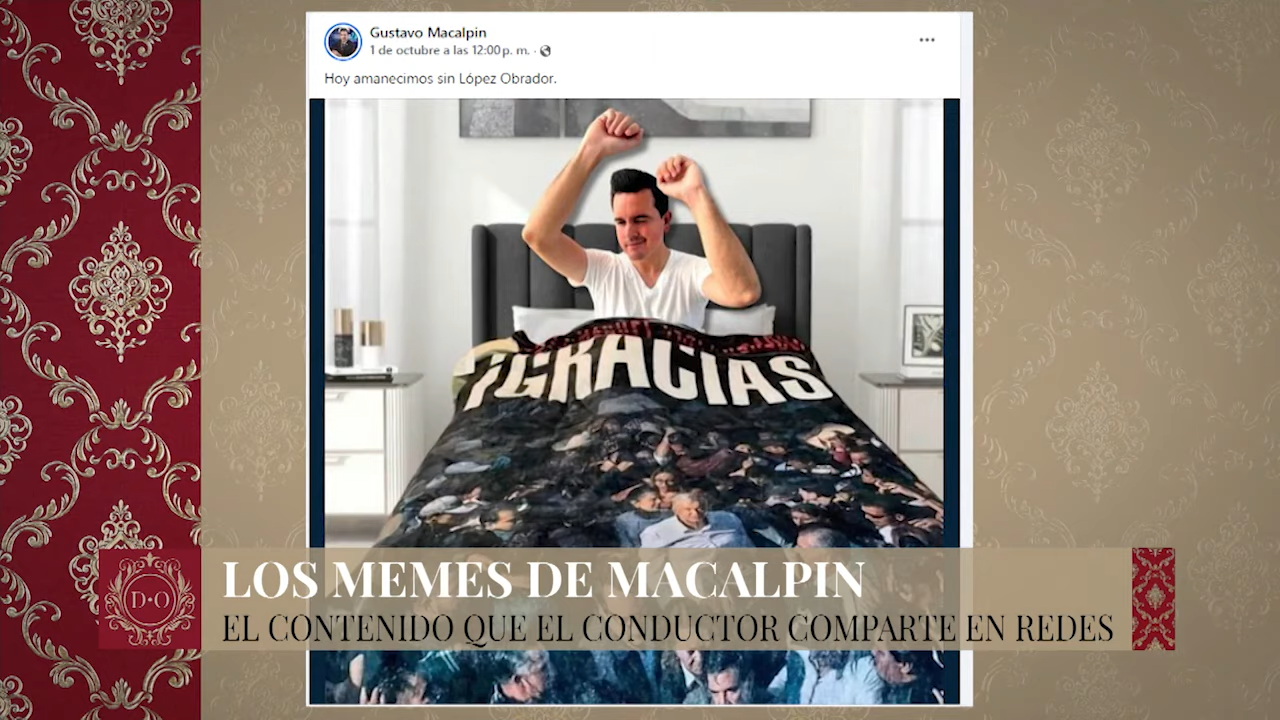 Gustavo Macalpin
1 de octubre a las 12:00 p. m. ·
Hoy amanecimos sin López Obrador.
¡GRACIAS
LOS MEMES DE MACALPIN
EL CONTENIDO QUE EL CONDUCTOR COMPARTE EN REDES
D·O